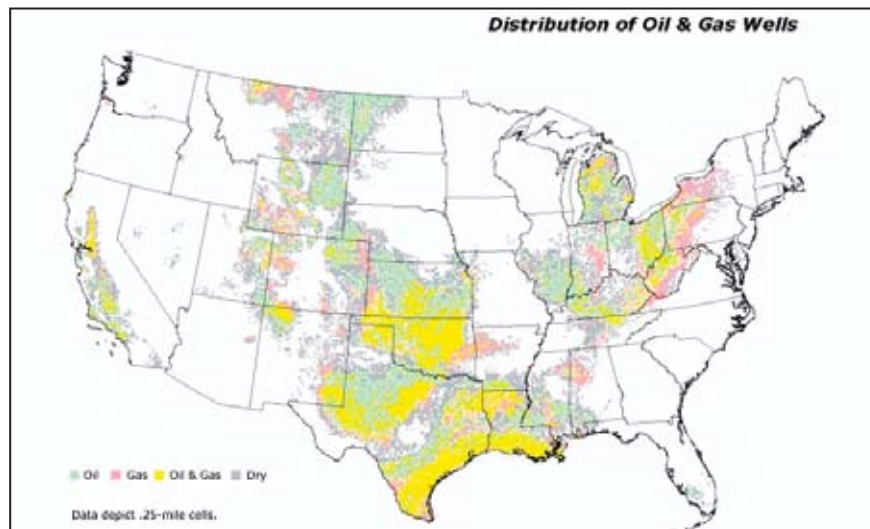 Distribution of Oil & Gas Wells
Oil Gas Oil & Gas Dry
Data depict .25-mile cells.